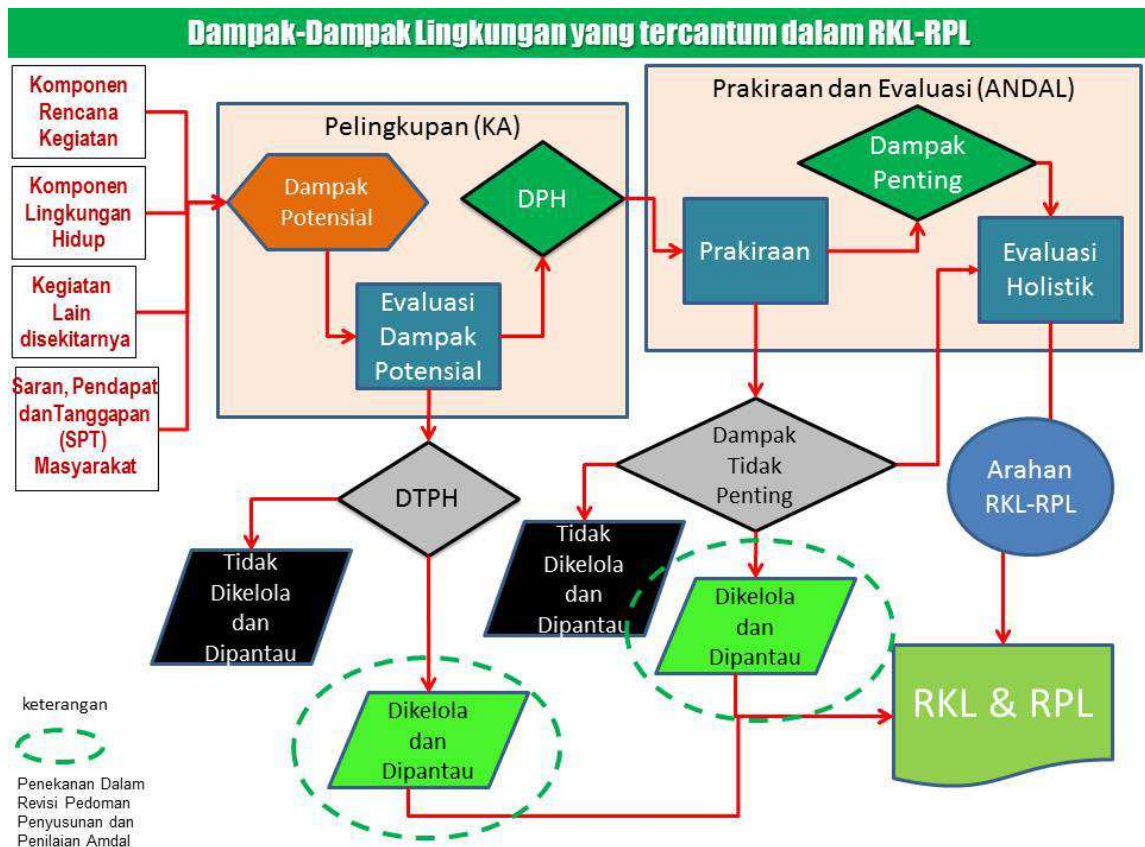 Dampak-Dampak Lingkungan yang tercantum dalam RKL-RPL
Komponen
Rencana
Kegiatan
Komponen
Lingkungan
Hidup
Kegiatan
Lain
disekitarnya
Saran, Pendapat
danTanggapan
(SPT)
Masyarakat
Pelingkupan (KA)
Dampak
Potensial
Evaluasi
Dampak
Potensial
DPH
DTPH
Tidak
Dikelola
dan
Dipantau
Dikelola
dan
Dipantau
Prakiraan dan Evaluasi (ANDAL)
Prakiraan
Dampak
Penting
Evaluasi
Holistik
Dampak
Tidak
Penting
Tidak
Dikelola
dan
Dipantau
Dikelola
dan
Dipantau
Arahan
RKL-RPL
RKL & RPL
keterangan
Penekanan Dalam
Revisi Pedoman
Penyusunan dan
Penilaian Amdal